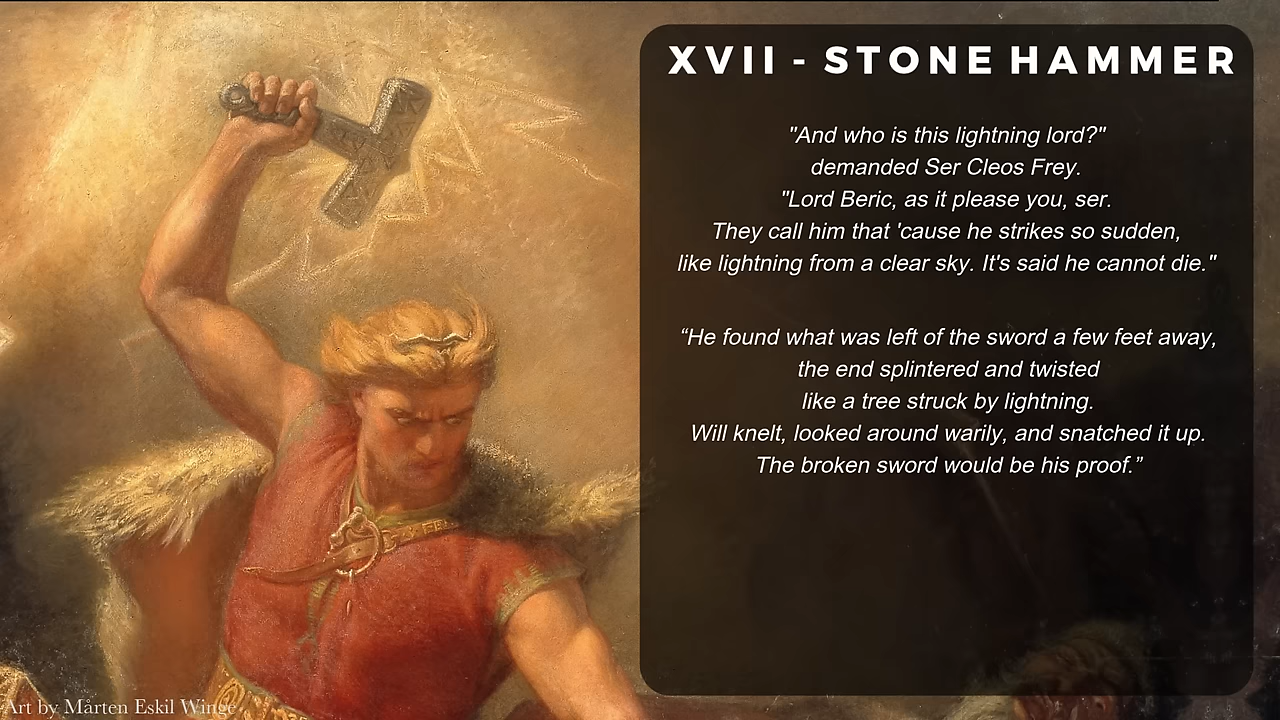 XVII - STONE HAMMER
"And who is this lightning lord?"
demanded Ser Cleos Frey.
"Lord Beric, as it please you, ser.
They call him that 'cause he strikes so sudden,
like lightning from a clear sky. It's said he cannot die."
“He found what was left of the sword a few feet away,
the end splintered and twisted
like a tree struck by lightning.
Will knelt, looked around warily, and snatched it up.
The broken sword would be his proof.”
Art by Mårten Eskil Winge